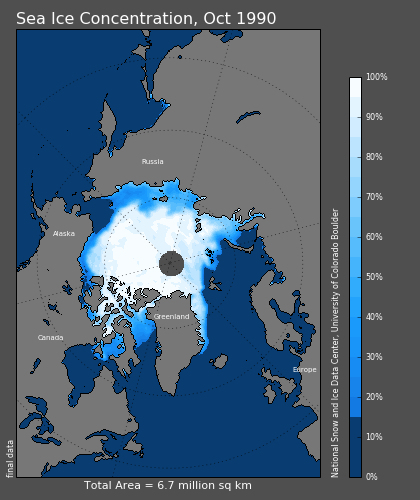 Sea Ice Concentration, Oct 1990
Russia
Alaska
Greenland
Canada
Europe
100%
90%
80%
70%
60%
50%
40%
30%
20%
10%
0%
National Snow and Ice Data Center, University of Colorado Boulder
final data
Total Area = 6.7 million sq km